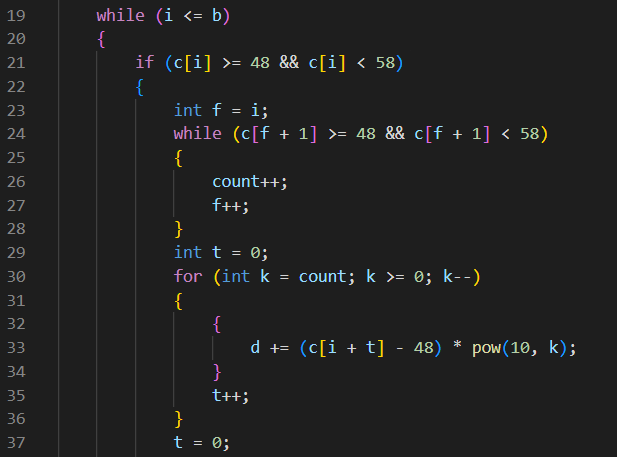 19 while (i <= b)
20 {
21 if (c[i] >= 48 && c[i] < 58)
22 {
23 int f = i;
24 while (c[f + 1] >= 48 && c[f + 1] < 58)
25 {
26 count++;
27 f++;
28 }
29 int t = 0;
30 for (int k = count; k >= 0; k--)
31 {
32 {
33 d += (c[i + t] - 48) * pow(10, k);
34 }
35 t++;
36 }
37 t = 0;